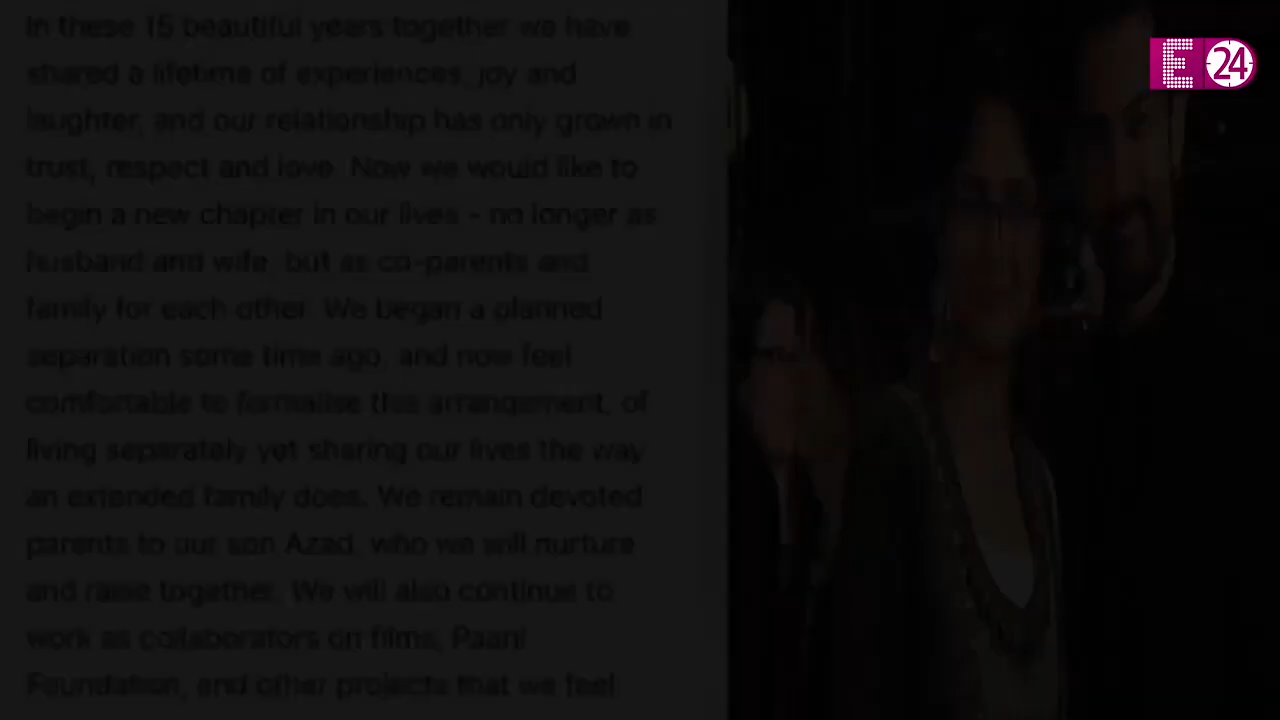 In these 15 beautiful years together we have
shared a lifetime of experiences, joy and
laughter, and our relationship has only grown in
trust, respect and love. Now we would like to
begin a new chapter in our lives - no longer as
husband and wife, but as co-parents and
family for each other. We began a planned
separation some time ago, and now feel
comfortable to formalise this arrangement, of
living separately yet sharing our lives the way
an extended family does. We remain devoted
parents to our son Azad, who we will nurture
and raise together. We will also continue to
work as collaborators on films, Paani
Foundation, and other projects that we feel
E 24